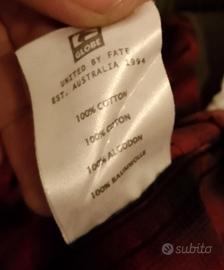 GLOBE
UNITED BY FATE
EST. AUSTRALIA 1994
100% COTTON
100% COTON
100% ALGODON
100% BAUMWOLLE
subito